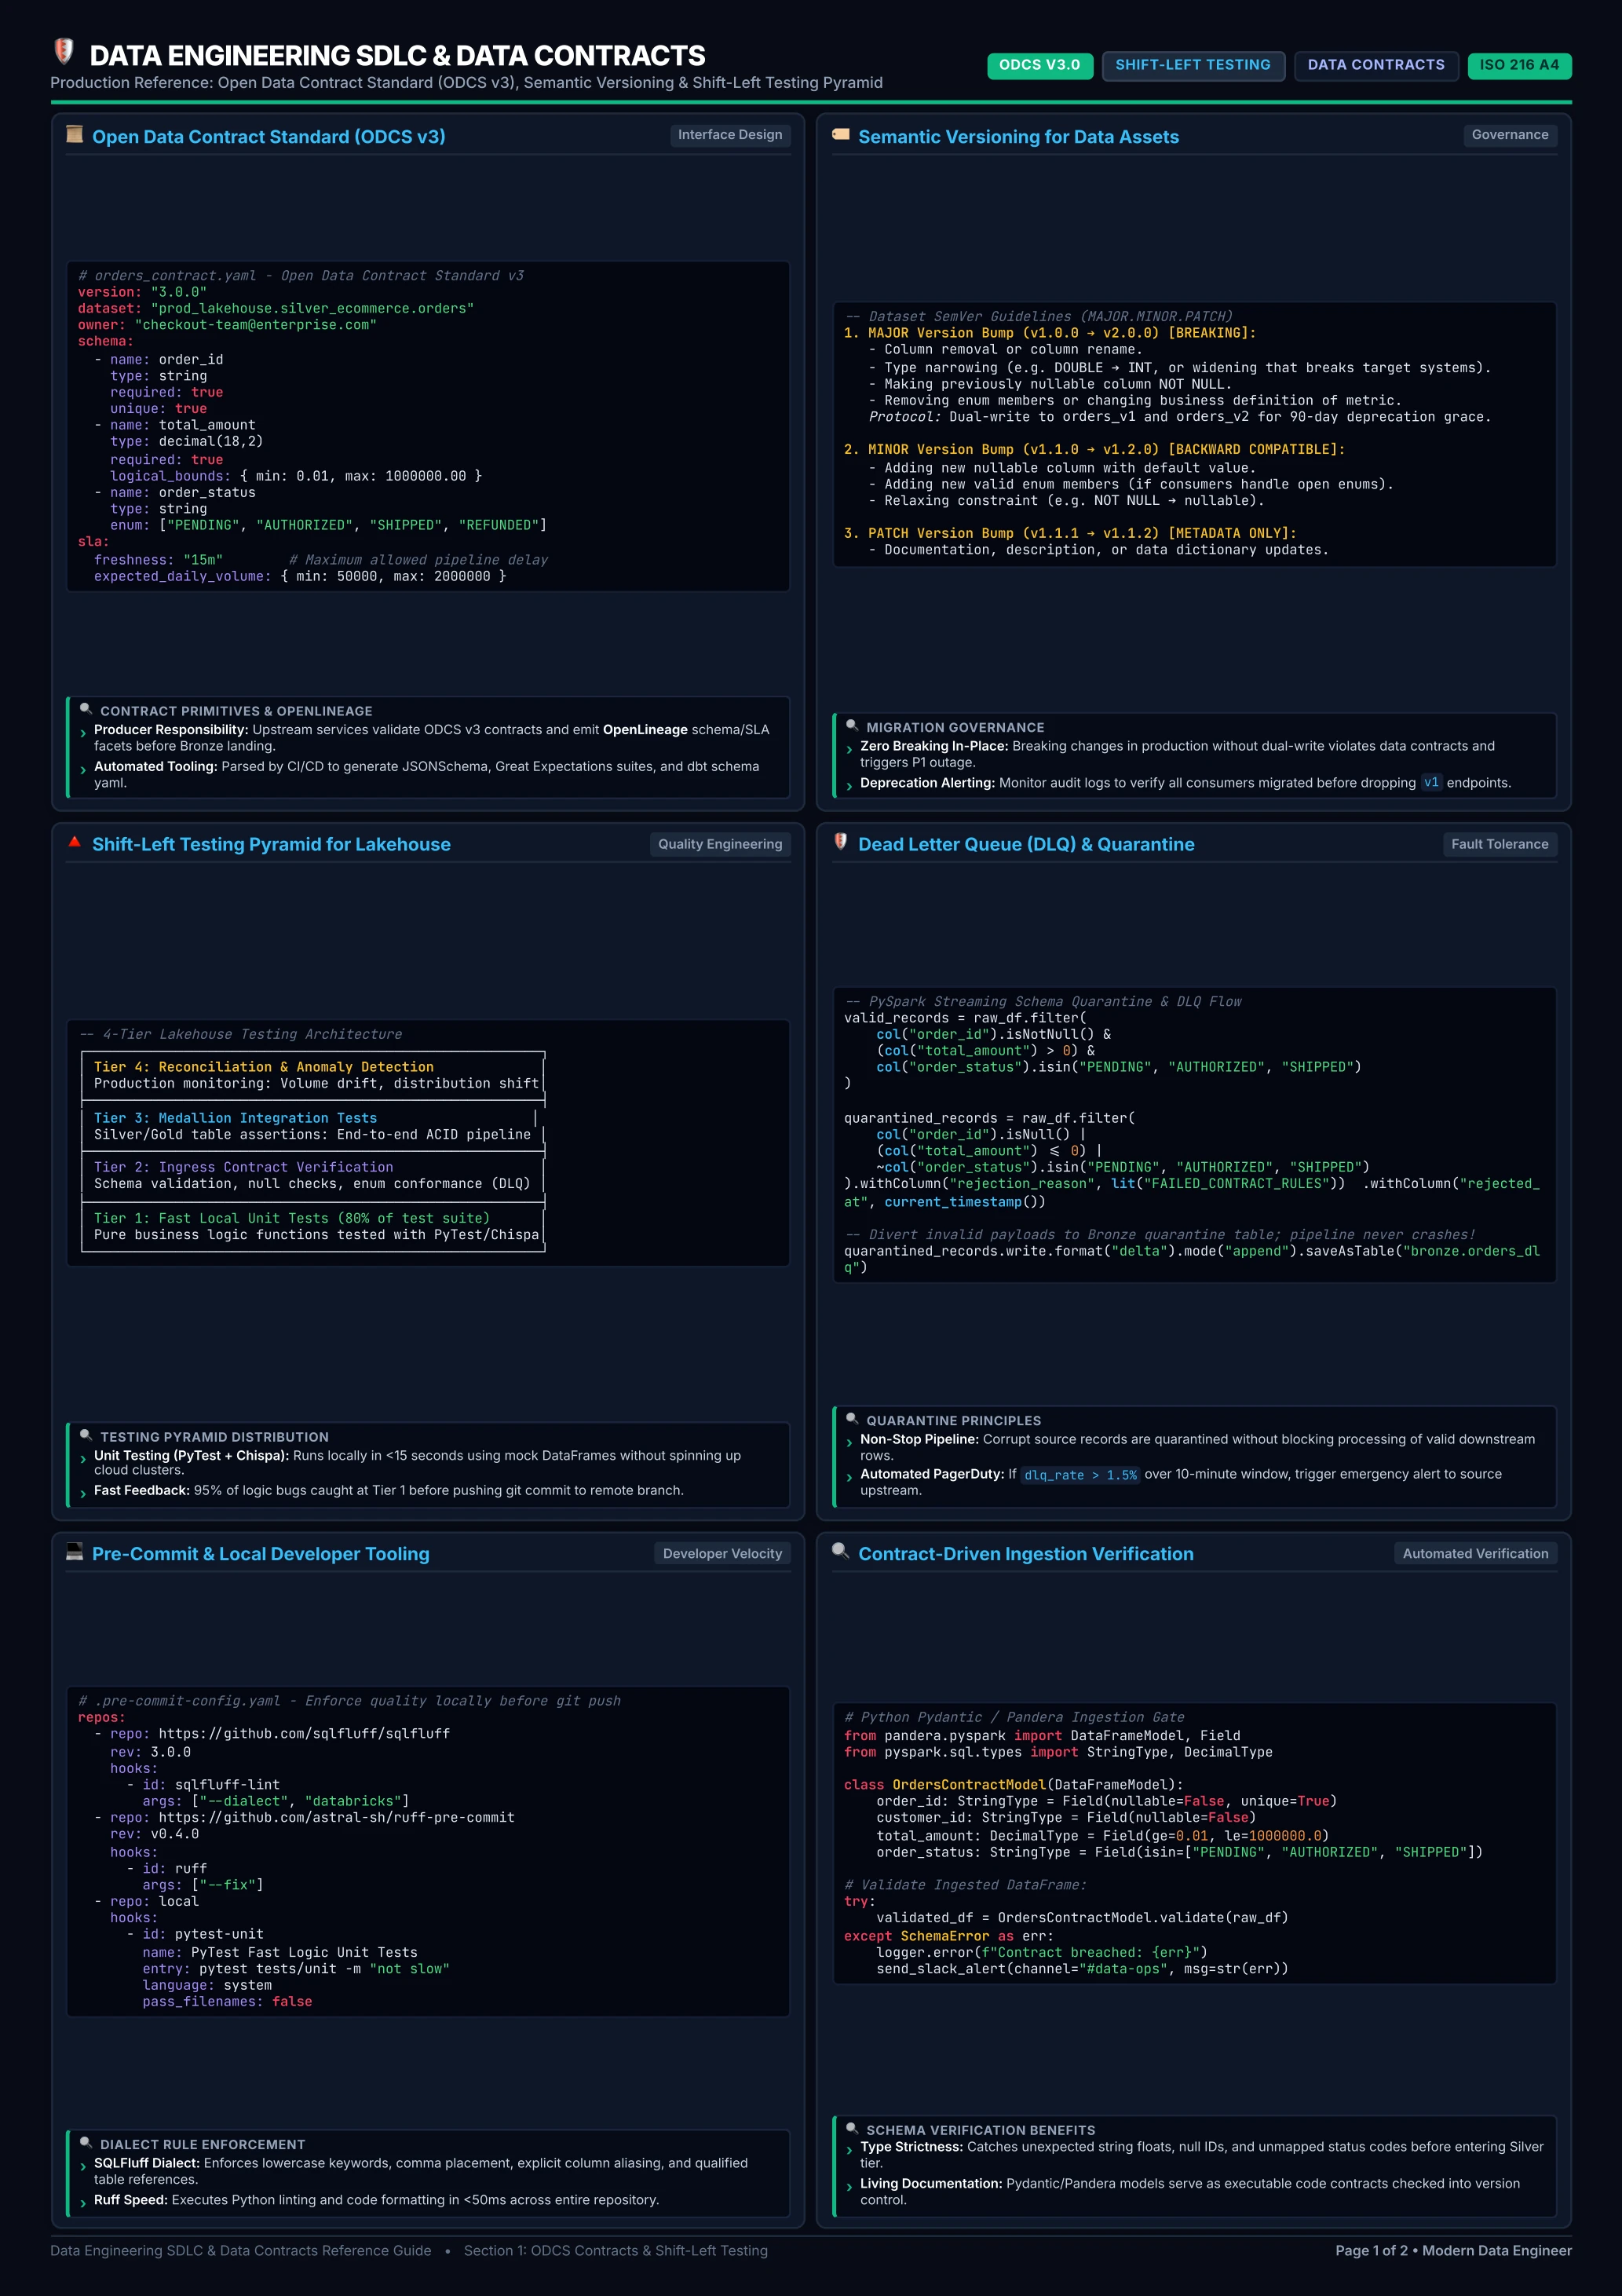 DATA ENGINEERING SDLC & DATA CONTRACTS
Production Reference: Open Data Contract Standard (ODCS v3), Semantic Versioning & Shift-Left Testing Pyramid
ODCS V3.0
SHIFT-LEFT TESTING
DATA CONTRACTS
ISO 216 A4
Open Data Contract Standard (ODCS v3)
Interface Design
# orders_contract.yaml - Open Data Contract Standard v3
version: "3.0.0"
dataset: "prod_lakehouse.silver_ecommerce.orders"
owner: "checkout-team@enterprise.com"
schema:
  - name: order_id
    type: string
    required: true
    unique: true
  - name: total_amount
    type: decimal(18,2)
    required: true
    logical_bounds: { min: 0.01, max: 1000000.00 }
  - name: order_status
    type: string
    enum: ["PENDING", "AUTHORIZED", "SHIPPED", "REFUNDED"]
sla:
  freshness: "15m"        # Maximum allowed pipeline delay
  expected_daily_volume: { min: 50000, max: 2000000 }
CONTRACT PRIMITIVES & OPENLINEAGE
› Producer Responsibility: Upstream services validate ODCS v3 contracts and emit OpenLineage schema/SLA
facets before Bronze landing.
› Automated Tooling: Parsed by CI/CD to generate JSONSchema, Great Expectations suites, and dbt schema
yaml.
Semantic Versioning for Data Assets
Governance
-- Dataset SemVer Guidelines (MAJOR.MINOR.PATCH)
1. MAJOR Version Bump (v1.0.0 → v2.0.0) [BREAKING]:
   - Column removal or column rename.
   - Type narrowing (e.g. DOUBLE → INT, or widening that breaks target systems).
   - Making previously nullable column NOT NULL.
   - Removing enum members or changing business definition of metric.
   Protocol: Dual-write to orders_v1 and orders_v2 for 90-day deprecation grace.
2. MINOR Version Bump (v1.1.0 → v1.2.0) [BACKWARD COMPATIBLE]:
   - Adding new nullable column with default value.
   - Adding new valid enum members (if consumers handle open enums).
   - Relaxing constraint (e.g. NOT NULL → nullable).
3. PATCH Version Bump (v1.1.1 → v1.1.2) [METADATA ONLY]:
   - Documentation, description, or data dictionary updates.
MIGRATION GOVERNANCE
› Zero Breaking In-Place: Breaking changes in production without dual-write violates data contracts and
triggers P1 outage.
› Deprecation Alerting: Monitor audit logs to verify all consumers migrated before dropping v1 endpoints.
Shift-Left Testing Pyramid for Lakehouse
Quality Engineering
-- 4-Tier Lakehouse Testing Architecture
Tier 4: Reconciliation & Anomaly Detection
Production monitoring: Volume drift, distribution shift
Tier 3: Medallion Integration Tests
Silver/Gold table assertions: End-to-end ACID pipeline
Tier 2: Ingress Contract Verification
Schema validation, null checks, enum conformance (DLQ)
Tier 1: Fast Local Unit Tests (80% of test suite)
Pure business logic functions tested with PyTest/Chispa
TESTING PYRAMID DISTRIBUTION
› Unit Testing (PyTest + Chispa): Runs locally in <15 seconds using mock DataFrames without spinning up
cloud clusters.
› Fast Feedback: 95% of logic bugs caught at Tier 1 before pushing git commit to remote branch.
Dead Letter Queue (DLQ) & Quarantine
Fault Tolerance
-- PySpark Streaming Schema Quarantine & DLQ Flow
valid_records = raw_df.filter(
    col("order_id").isNotNull() &
    (col("total_amount") > 0) &
    col("order_status").isin("PENDING", "AUTHORIZED", "SHIPPED")
)
quarantined_records = raw_df.filter(
    col("order_id").isNull() |
    (col("total_amount") <= 0) |
    ~col("order_status").isin("PENDING", "AUTHORIZED", "SHIPPED")
).withColumn("rejection_reason", lit("FAILED_CONTRACT_RULES"))  .withColumn("rejected_
at", current_timestamp())
-- Divert invalid payloads to Bronze quarantine table; pipeline never crashes!
quarantined_records.write.format("delta").mode("append").saveAsTable("bronze.orders_dl
q")
QUARANTINE PRINCIPLES
› Non-Stop Pipeline: Corrupt source records are quarantined without blocking processing of valid downstream
rows.
› Automated PagerDuty: If dlq_rate > 1.5% over 10-minute window, trigger emergency alert to source
upstream.
Pre-Commit & Local Developer Tooling
Developer Velocity
# .pre-commit-config.yaml - Enforce quality locally before git push
repos:
  - repo: https://github.com/sqlfluff/sqlfluff
    rev: 3.0.0
    hooks:
      - id: sqlfluff-lint
        args: ["--dialect", "databricks"]
  - repo: https://github.com/astral-sh/ruff-pre-commit
    rev: v0.4.0
    hooks:
      - id: ruff
        args: ["--fix"]
  - repo: local
    hooks:
      - id: pytest-unit
        name: PyTest Fast Logic Unit Tests
        entry: pytest tests/unit -m "not slow"
        language: system
        pass_filenames: false
DIALECT RULE ENFORCEMENT
› SQLFluff Dialect: Enforces lowercase keywords, comma placement, explicit column aliasing, and qualified
table references.
› Ruff Speed: Executes Python linting and code formatting in <50ms across entire repository.
Contract-Driven Ingestion Verification
Automated Verification
# Python Pydantic / Pandera Ingestion Gate
from pandera.pyspark import DataFrameModel, Field
from pyspark.sql.types import StringType, DecimalType
class OrdersContractModel(DataFrameModel):
    order_id: StringType = Field(nullable=False, unique=True)
    customer_id: StringType = Field(nullable=False)
    total_amount: DecimalType = Field(ge=0.01, le=1000000.0)
    order_status: StringType = Field(isin=["PENDING", "AUTHORIZED", "SHIPPED"])
# Validate Ingested DataFrame:
try:
    validated_df = OrdersContractModel.validate(raw_df)
except SchemaError as err:
    logger.error(f"Contract breached: {err}")
    send_slack_alert(channel="#data-ops", msg=str(err))
SCHEMA VERIFICATION BENEFITS
› Type Strictness: Catches unexpected string floats, null IDs, and unmapped status codes before entering Silver
tier.
› Living Documentation: Pydantic/Pandera models serve as executable code contracts checked into version
control.
Data Engineering SDLC & Data Contracts Reference Guide • Section 1: ODCS Contracts & Shift-Left Testing
Page 1 of 2 • Modern Data Engineer